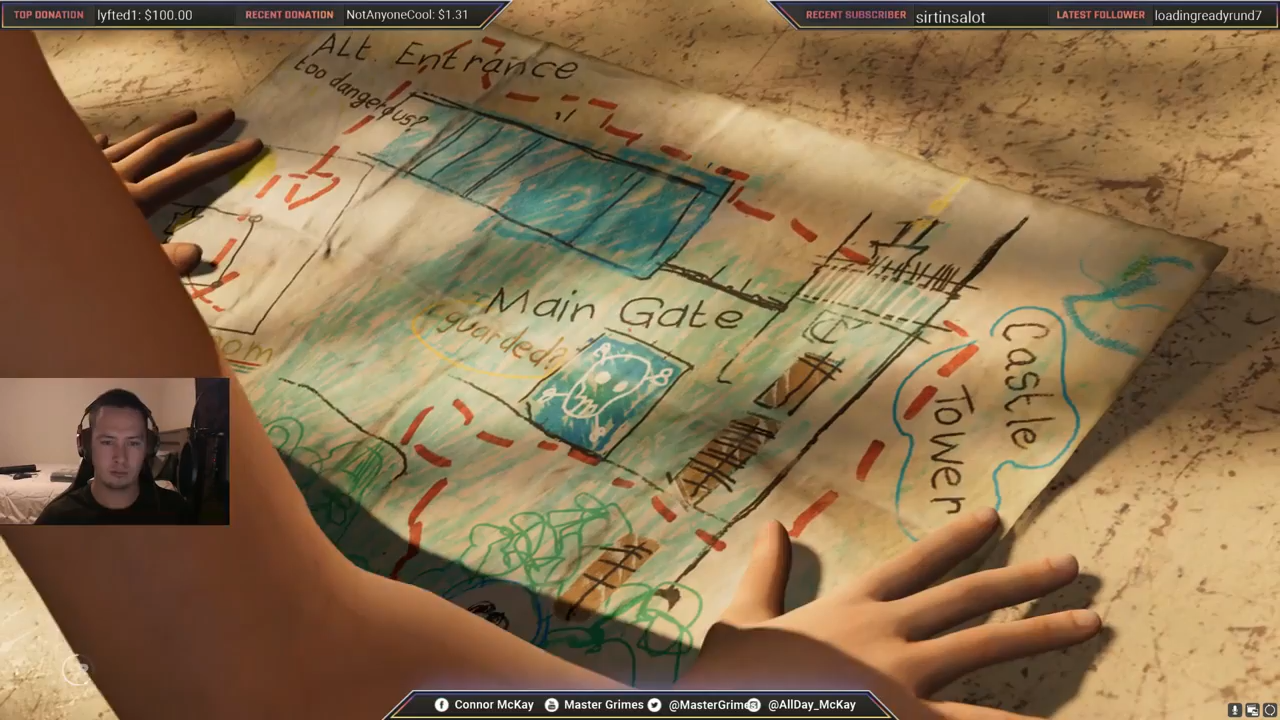 TOP DONATION lyfted1: $100.00 RECENT DONATION NotAnyoneCool: $1.31 RECENT SUBSCRIBER sirtinsalot LATEST FOLLOWER loadingreadyrund7
ALt. Entrance
too dangerous?
Main Gate
guarded?
Castle
Tower
Connor McKay Master Grimes @MasterGrimes @AllDay_McKay